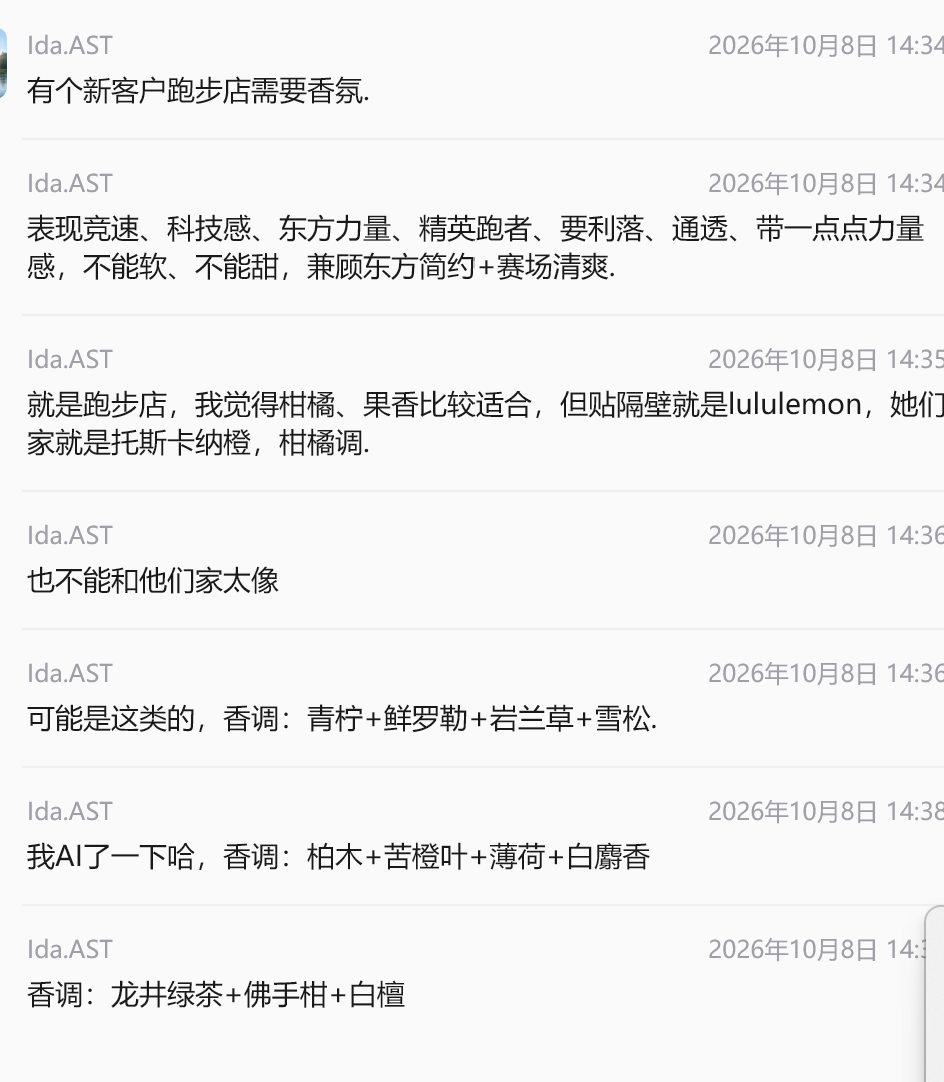 Ida.AST 2026年10月8日 14:34
有个新客户跑步店需要香氛.
Ida.AST 2026年10月8日 14:34
表现竞速、科技感、东方力量、精英跑者、要利落、通透、带一点点力量
感，不能软、不能甜，兼顾东方简约+赛场清爽.
Ida.AST 2026年10月8日 14:35
就是跑步店，我觉得柑橘、果香比较适合，但贴隔壁就是lululemon，她们
家就是托斯卡纳橙，柑橘调.
Ida.AST 2026年10月8日 14:36
也不能和他们家太像
Ida.AST 2026年10月8日 14:36
可能是这类的，香调：青柠+鲜罗勒+岩兰草+雪松.
Ida.AST 2026年10月8日 14:38
我AI了一下哈，香调：柏木+苦橙叶+薄荷+白麝香
Ida.AST 2026年10月8日 14:
香调：龙井绿茶+佛手柑+白檀